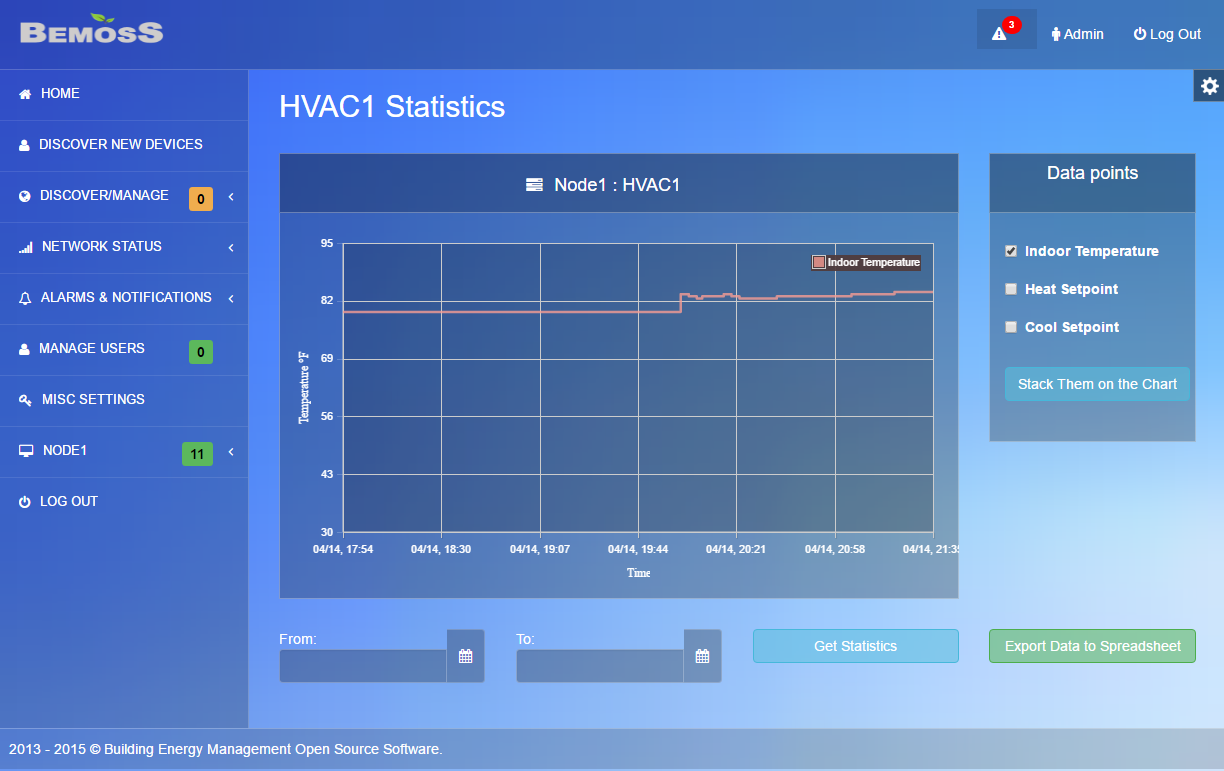 BEMOSS
3
Admin
Log Out
HOME
DISCOVER NEW DEVICES
DISCOVER/MANAGE 0
NETWORK STATUS
ALARMS & NOTIFICATIONS
MANAGE USERS 0
MISC SETTINGS
NODE1 11
LOG OUT
HVAC1 Statistics
Node1 : HVAC1
95
82
69
56
43
30
Temperature °F
Indoor Temperature
04/14, 17:54 04/14, 18:30 04/14, 19:07 04/14, 19:44 04/14, 20:21 04/14, 20:58 04/14, 21:35
Time
Data points
Indoor Temperature
Heat Setpoint
Cool Setpoint
Stack Them on the Chart
From:
To:
Get Statistics
Export Data to Spreadsheet
2013 - 2015 © Building Energy Management Open Source Software.